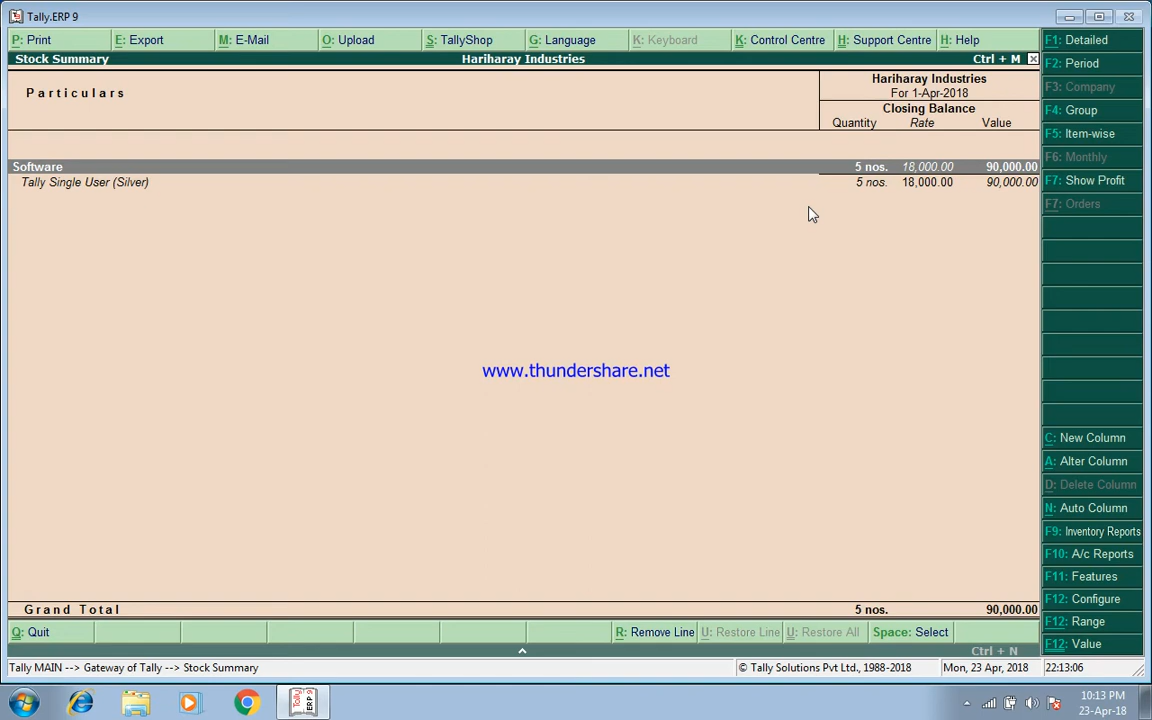 Tally.ERP 9
P: Print
E: Export
M: E-Mail
O: Upload
S: TallyShop
G: Language
K: Keyboard
K: Control Centre
H: Support Centre
H: Help
Stock Summary
Hariharay Industries
Ctrl + M
Particulars
Hariharay Industries
For 1-Apr-2018
Closing Balance
Quantity Rate Value
Software 5 nos. 18,000.00 90,000.00
Tally Single User (Silver) 5 nos. 18,000.00 90,000.00
www.thundershare.net
Grand Total 5 nos. 90,000.00
F1: Detailed
F2: Period
F3: Company
F4: Group
F5: Item-wise
F6: Monthly
F7: Show Profit
F7: Orders
C: New Column
A: Alter Column
D: Delete Column
N: Auto Column
F9: Inventory Reports
F10: A/c Reports
F11: Features
F12: Configure
F12: Range
F12: Value
Q: Quit
R: Remove Line
U: Restore Line
U: Restore All
Space: Select
Ctrl + N
Tally MAIN --> Gateway of Tally --> Stock Summary
© Tally Solutions Pvt Ltd., 1988-2018
Mon, 23 Apr, 2018
22:13:06
Tally ERP 9
10:13 PM
23-Apr-18